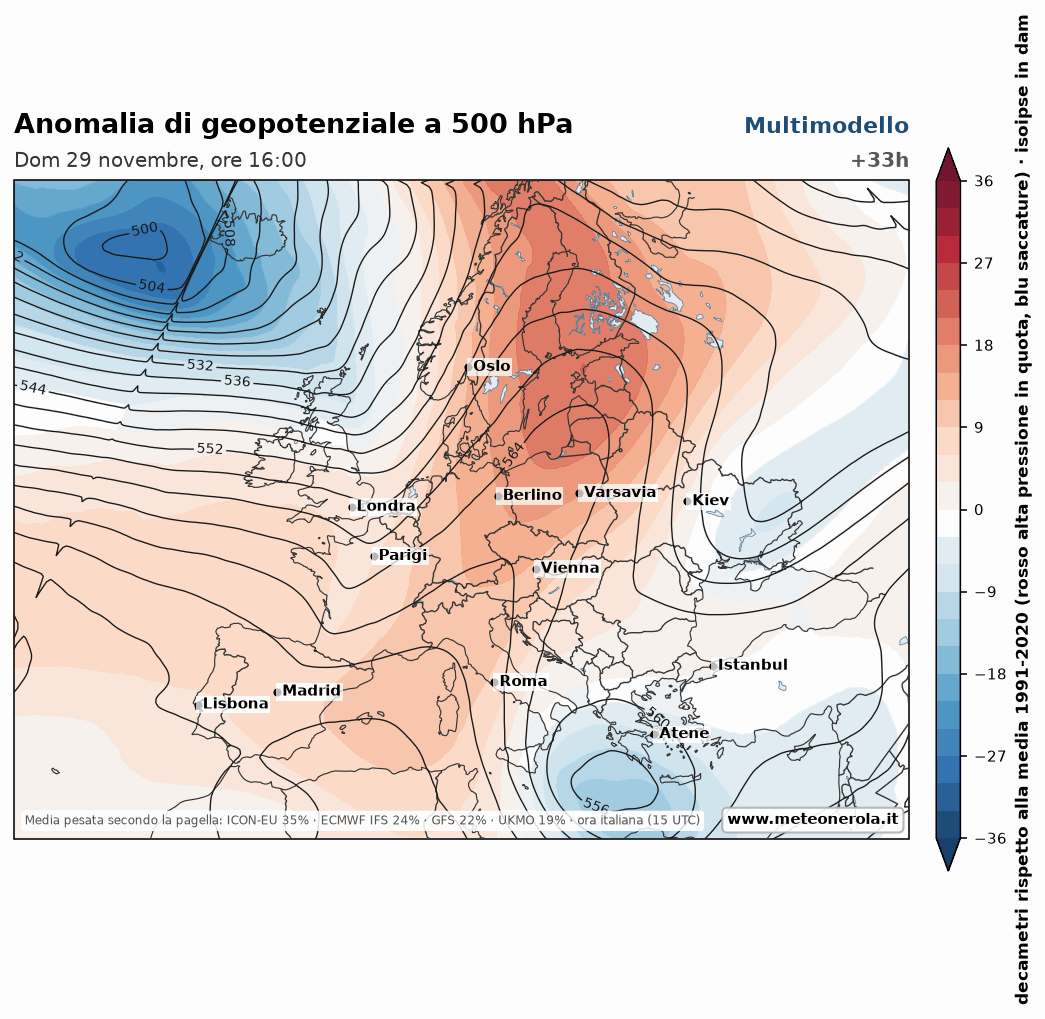 Anomalia di geopotenziale a 500 hPa
Multimodello
Dom 29 novembre, ore 16:00
+33h
500
508
504
532
536
544
552
564
560
556
Oslo
Londra
Berlino
Varsavia
Kiev
Parigi
Vienna
Istanbul
Roma
Madrid
Lisbona
Atene
Media pesata secondo la pagella: ICON-EU 35% · ECMWF IFS 24% · GFS 22% · UKMO 19% · ora italiana (15 UTC)
www.meteonerola.it
36
27
18
9
0
−9
−18
−27
−36
decametri rispetto alla media 1991-2020 (rosso alta pressione in quota, blu saccature) · isoipse in dam